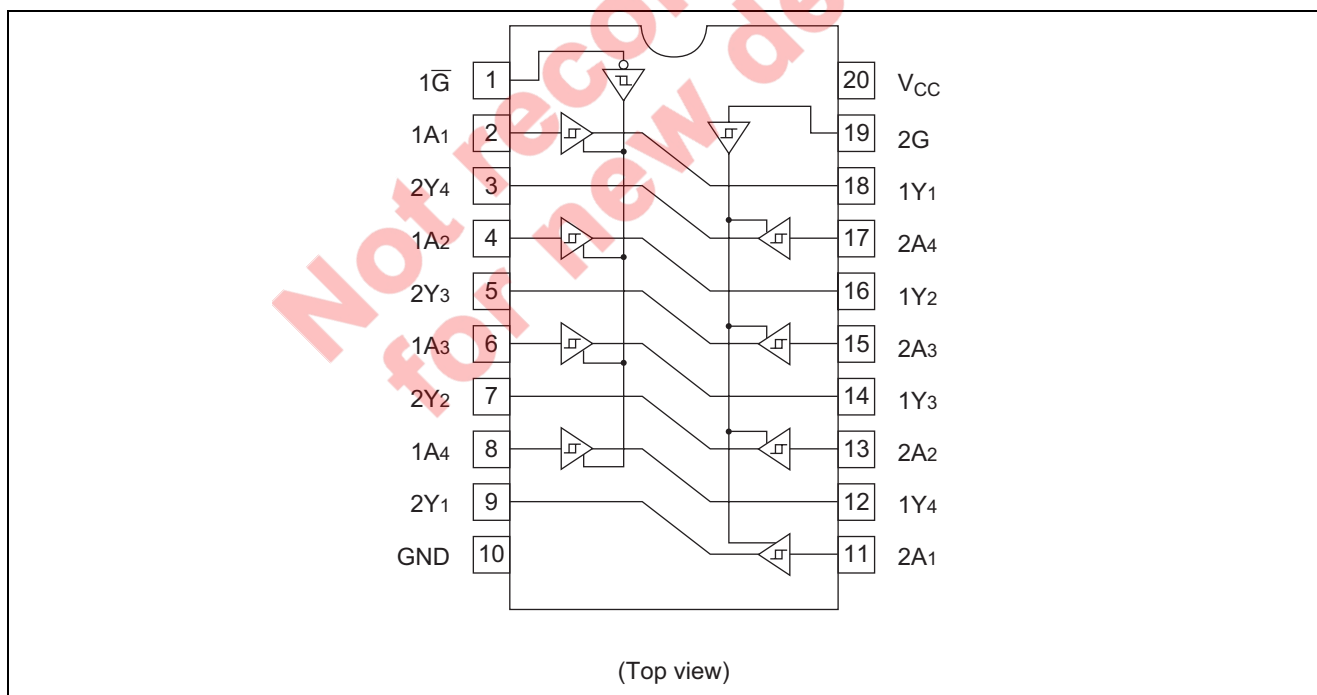 Not recom
for new de
1G̅ 1 20 VCC
1A1 2 19 2G
2Y4 3 18 1Y1
1A2 4 17 2A4
2Y3 5 16 1Y2
1A3 6 15 2A3
2Y2 7 14 1Y3
1A4 8 13 2A2
2Y1 9 12 1Y4
GND 10 11 2A1
(Top view)